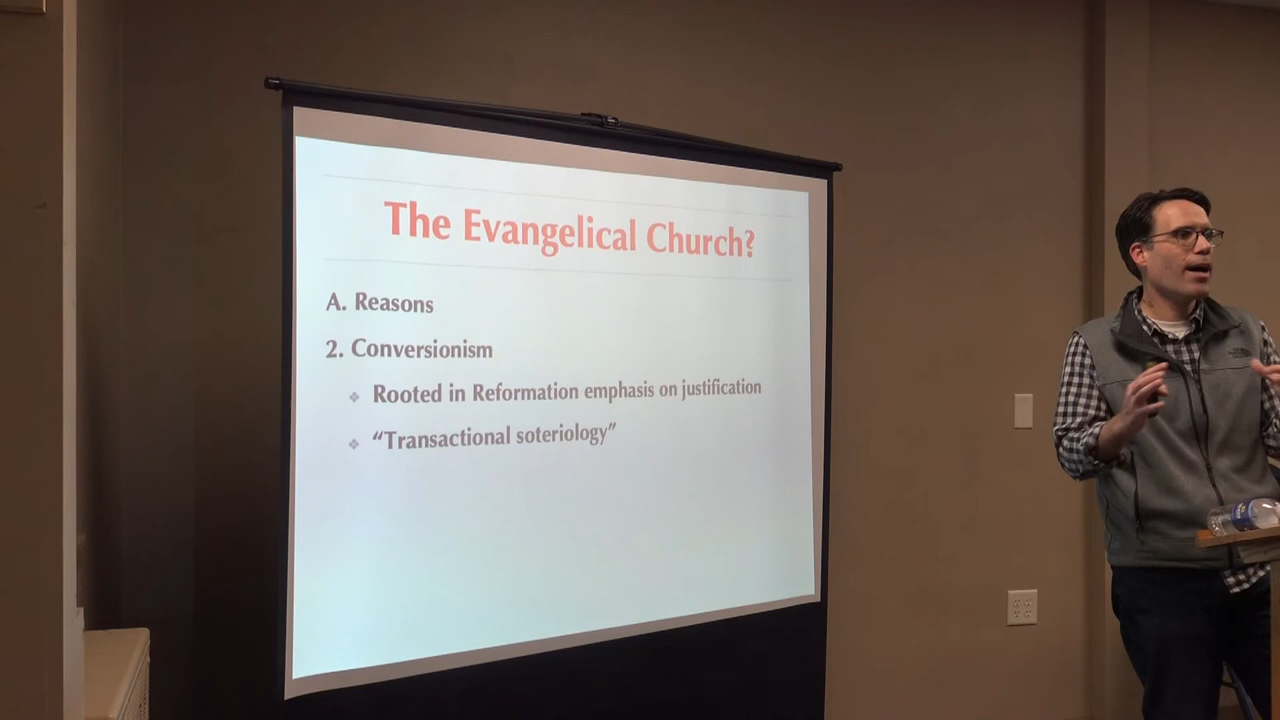 The Evangelical Church?
A. Reasons
2. Conversionism
Rooted in Reformation emphasis on justification
“Transactional soteriology”